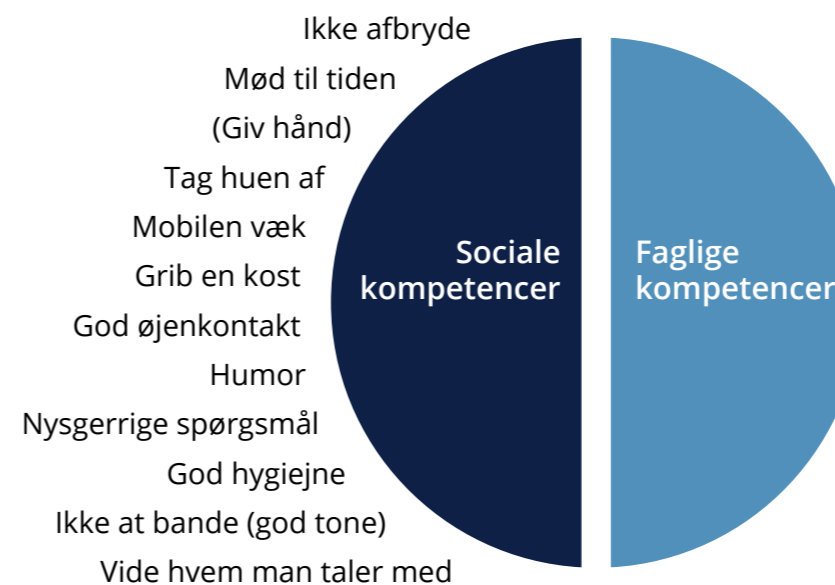 Ikke afbryde
Mød til tiden
(Giv hånd)
Tag huen af
Mobilen væk
Grib en kost
God øjenkontakt
Humor
Nysgerrige spørgsmål
God hygiejne
Ikke at bande (god tone)
Vide hvem man taler med
Sociale
kompetencer
Faglige
kompetencer